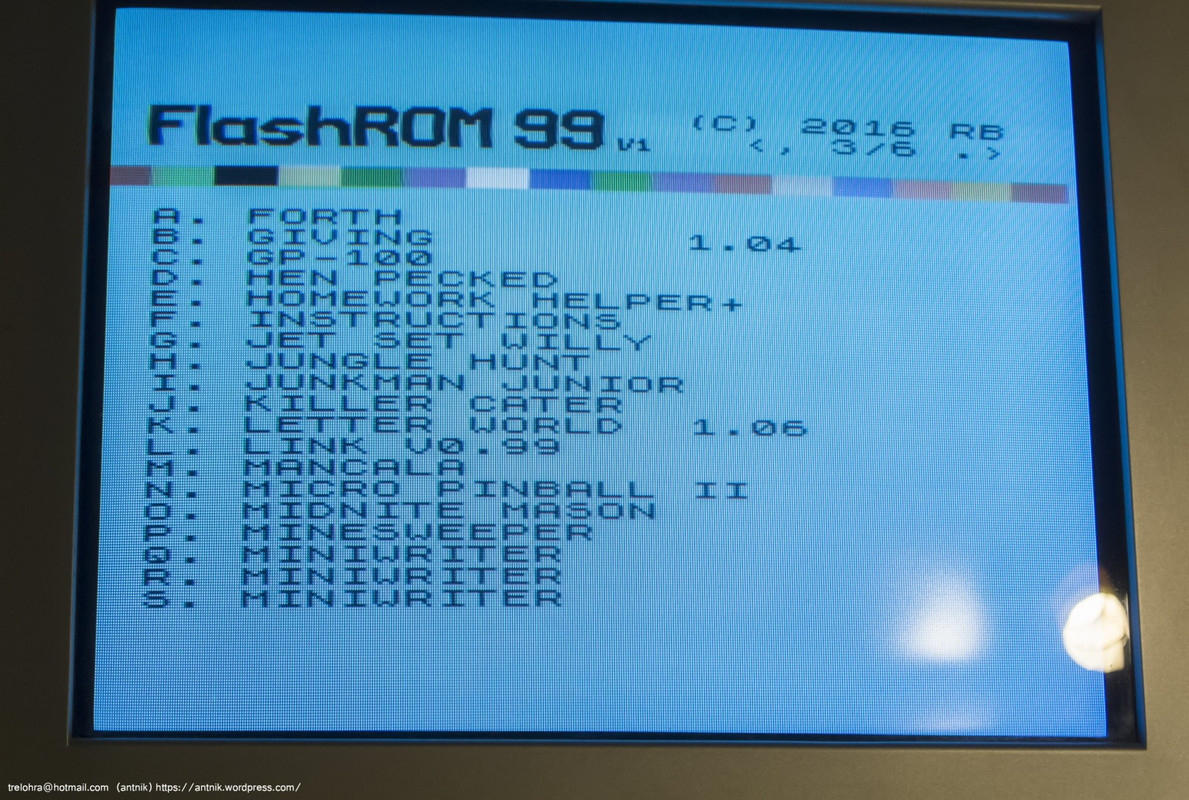 FlashROM 99 V1 (C) 2016 RB
<, 3/6 .>
A. FORTH
B. GIVING 1.04
C. GP-100
D. HEN PECKED
E. HOMEWORK HELPER+
F. INSTRUCTIONS
G. JET SET WILLY
H. JUNGLE HUNT
I. JUNKMAN JUNIOR
J. KILLER CATER
K. LETTER WORLD 1.06
L. LINK V0.99
M. MANCALA
N. MICRO PINBALL II
O. MIDNITE MASON
P. MINESWEEPER
Q. MINIWRITER
R. MINIWRITER
S. MINIWRITER
trelohra@hotmail.com (antnik) https://antnik.wordpress.com/